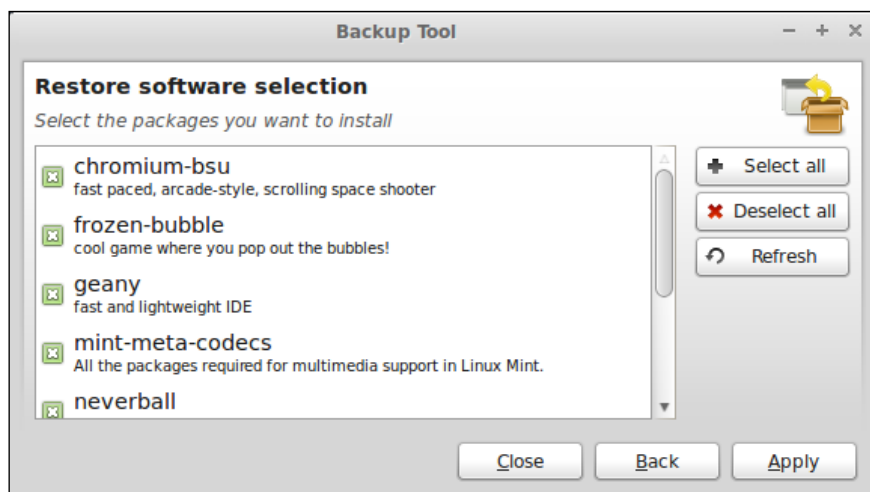 Backup Tool
Restore software selection
Select the packages you want to install
chromium-bsu
fast paced, arcade-style, scrolling space shooter
frozen-bubble
cool game where you pop out the bubbles!
geany
fast and lightweight IDE
mint-meta-codecs
All the packages required for multimedia support in Linux Mint.
neverball
Select all
Deselect all
Refresh
Close
Back
Apply